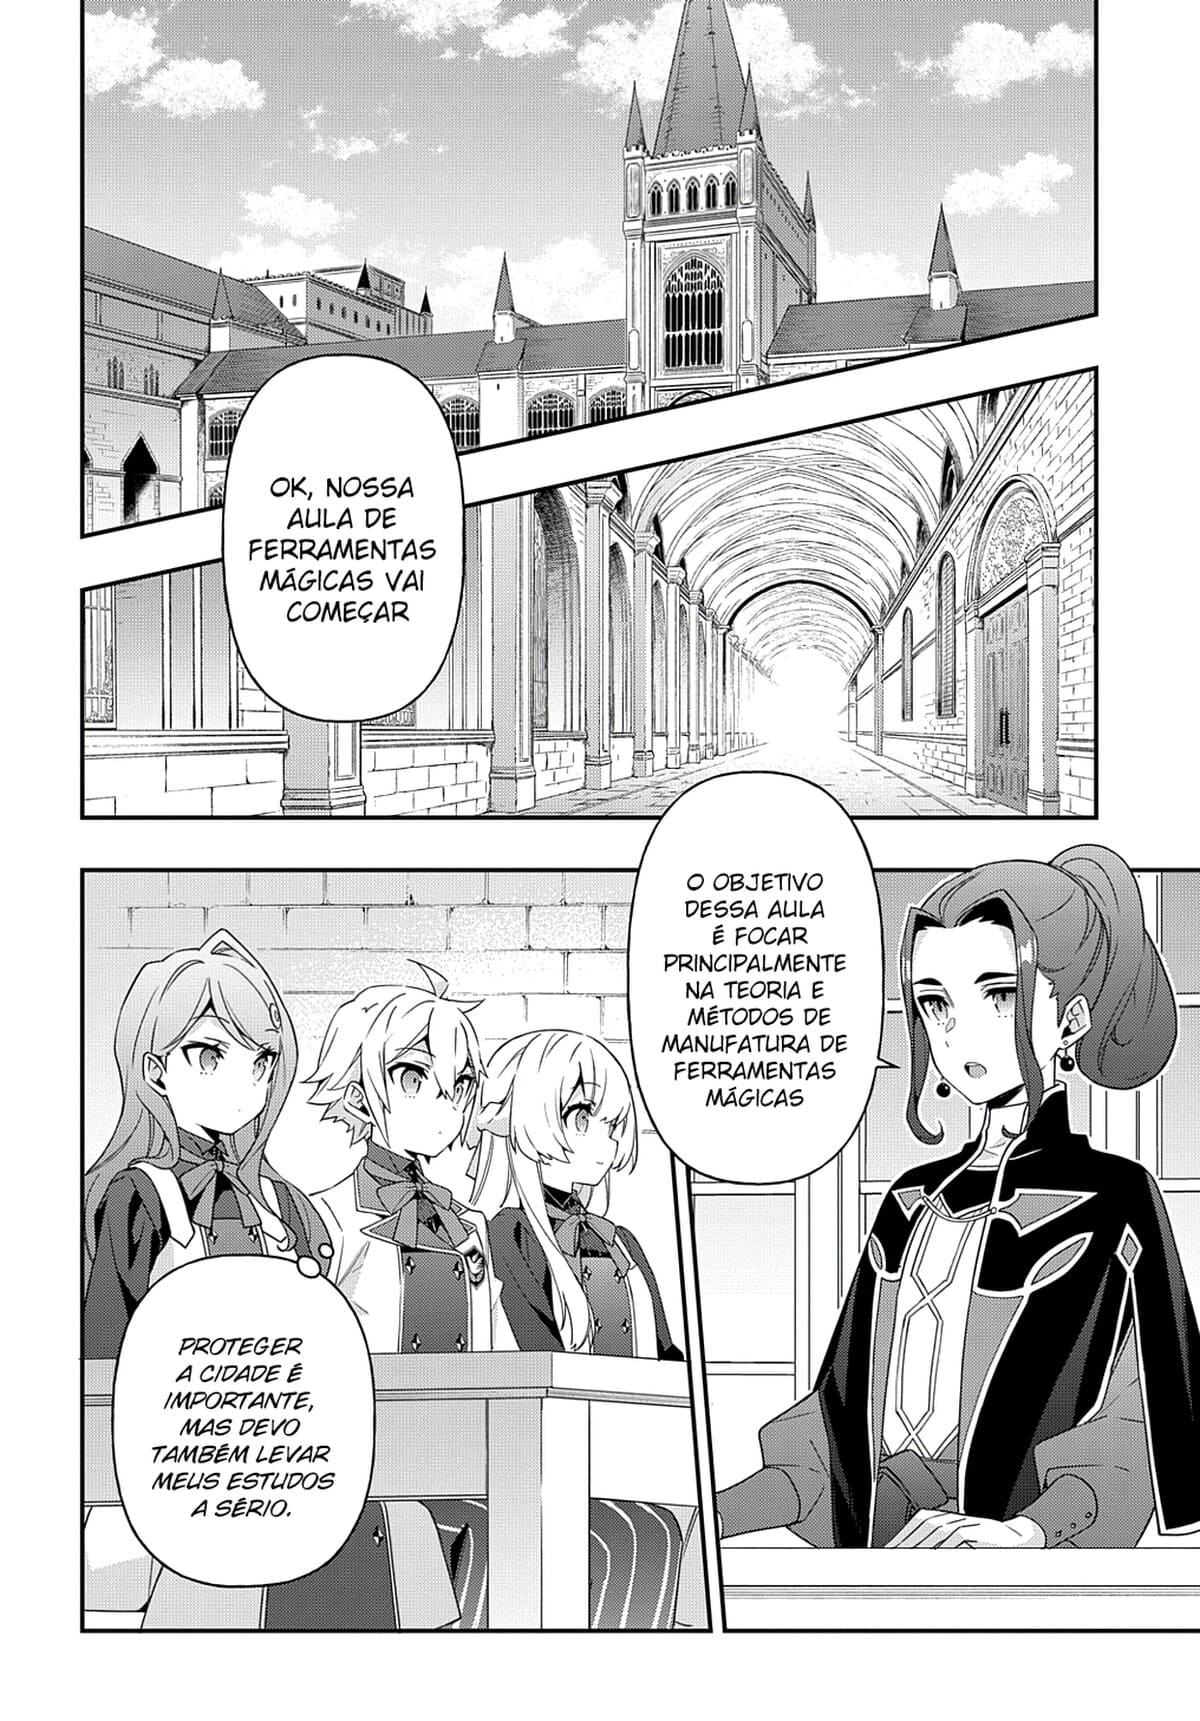 OK, NOSSA
AULA DE
FERRAMENTAS
MÁGICAS VAI
COMEÇAR
O OBJETIVO
DESSA AULA
É FOCAR
PRINCIPALMENTE
NA TEORIA E
MÉTODOS DE
MANUFATURA DE
FERRAMENTAS
MÁGICAS
PROTEGER
A CIDADE É
IMPORTANTE,
MAS DEVO
TAMBÉM LEVAR
MEUS ESTUDOS
A SÉRIO.